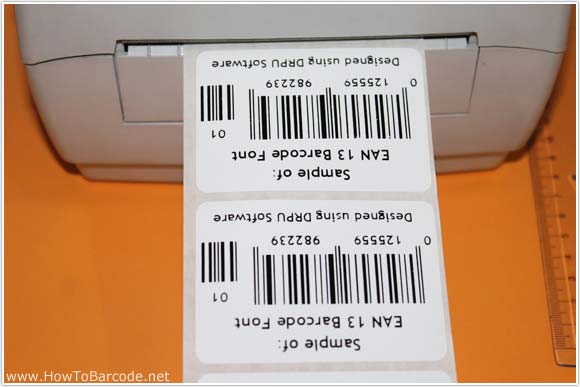 Sample of:
EAN 13 Barcode Font
01
0 125559 982239
Designed using DRPU Software
Sample of:
EAN 13 Barcode Font
01
0 125559 982239
Designed using DRPU Software
www.HowToBarcode.net